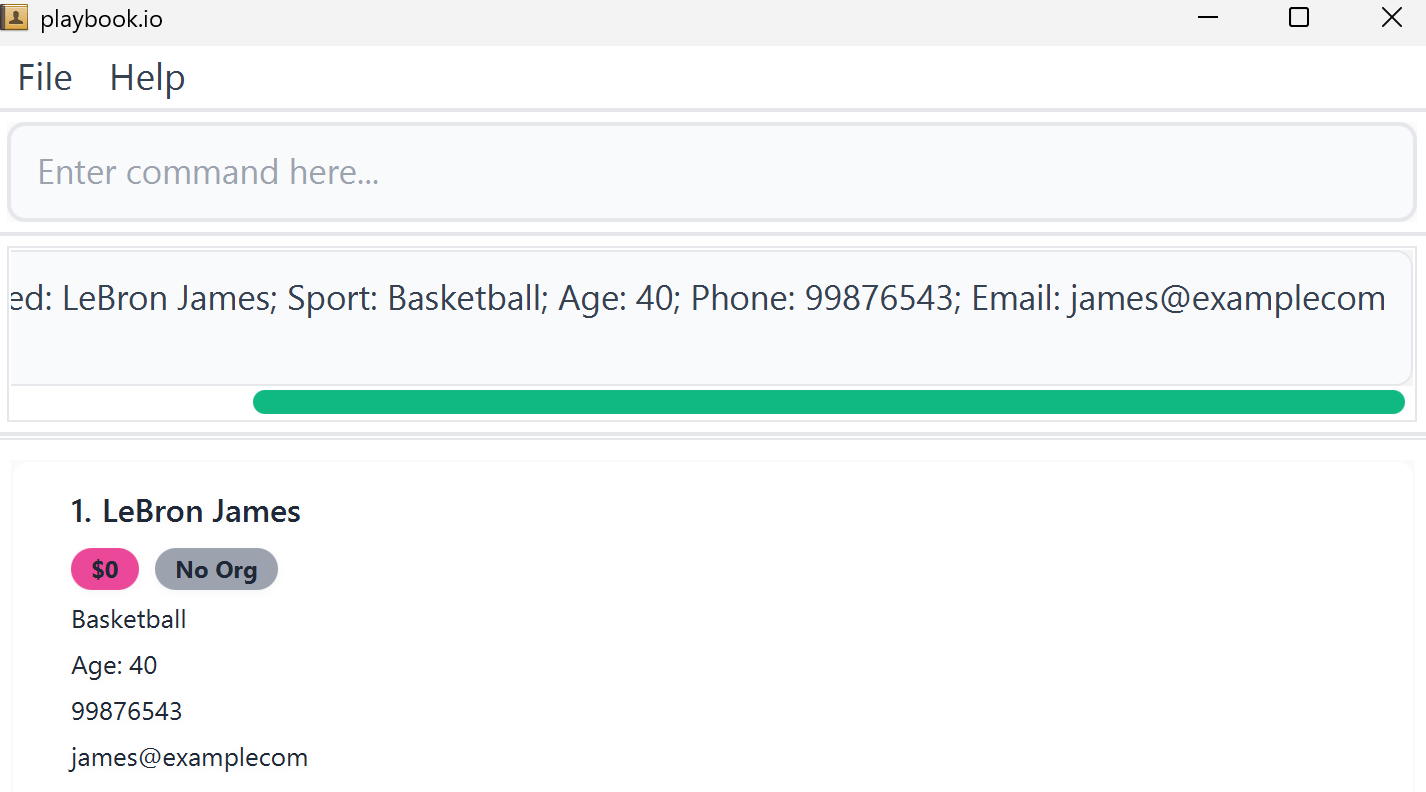 playbook.io
File Help
Enter command here...
ed: LeBron James; Sport: Basketball; Age: 40; Phone: 99876543; Email: james@examplecom
1. LeBron James
$0 No Org
Basketball
Age: 40
99876543
james@examplecom